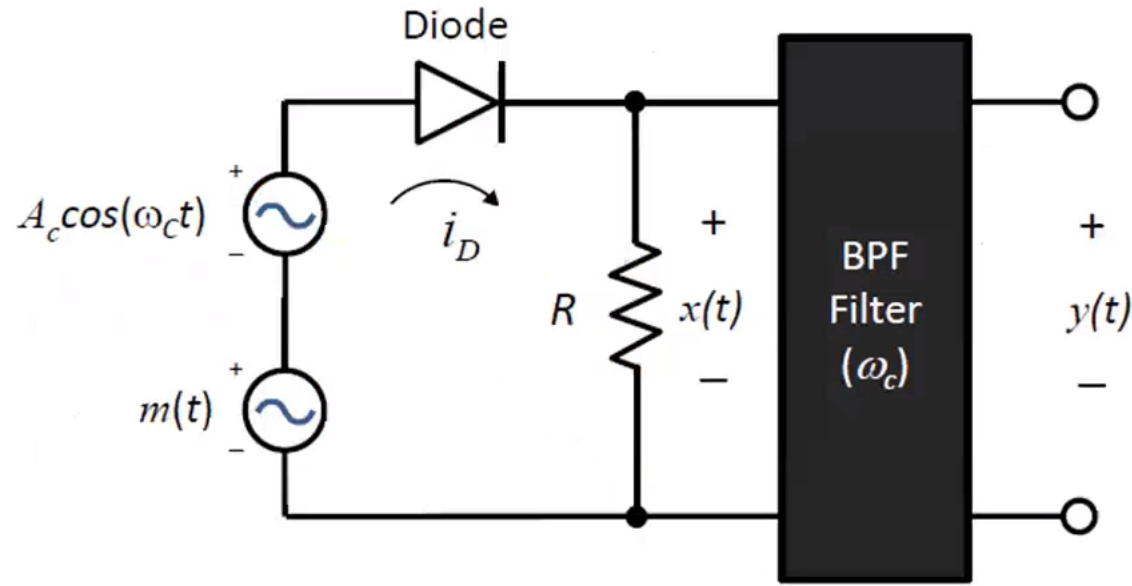 Diode
+
A_c cos(ω_C t)
−
i_D
+
m(t)
−
R
+
x(t)
−
BPF
Filter
(ω_c)
+
y(t)
−